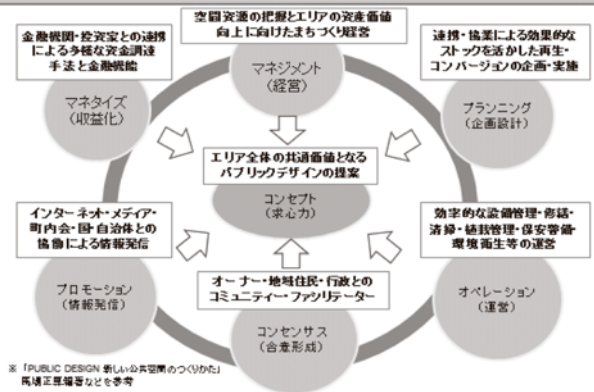 空間資源の把握とエリアの資産価値
向上に向けたまちづくり経営
マネジメント
（経営）
金融機関・投資家との連携
による多様な資金調達
手法と金融機能
マネタイズ
（収益化）
連携・協業による効果的な
ストックを活かした再生・
コンバージョンの企画・実施
プランニング
（企画設計）
エリア全体の共通価値となる
パブリックデザインの提案
コンセプト
（求心力）
インターネット・メディア・
町内会・国・自治体との
協働による情報発信
プロモーション
（情報発信）
効率的な設備管理・修繕・
清掃・植栽管理・保安警備・
環境衛生等の運営
オペレーション
（運営）
オーナー・地域住民・行政との
コミュニティー・ファシリテーター
コンセンサス
（合意形成）
※「PUBLIC DESIGN 新しい公共空間のつくりかた」
馬場正尊編著などを参考